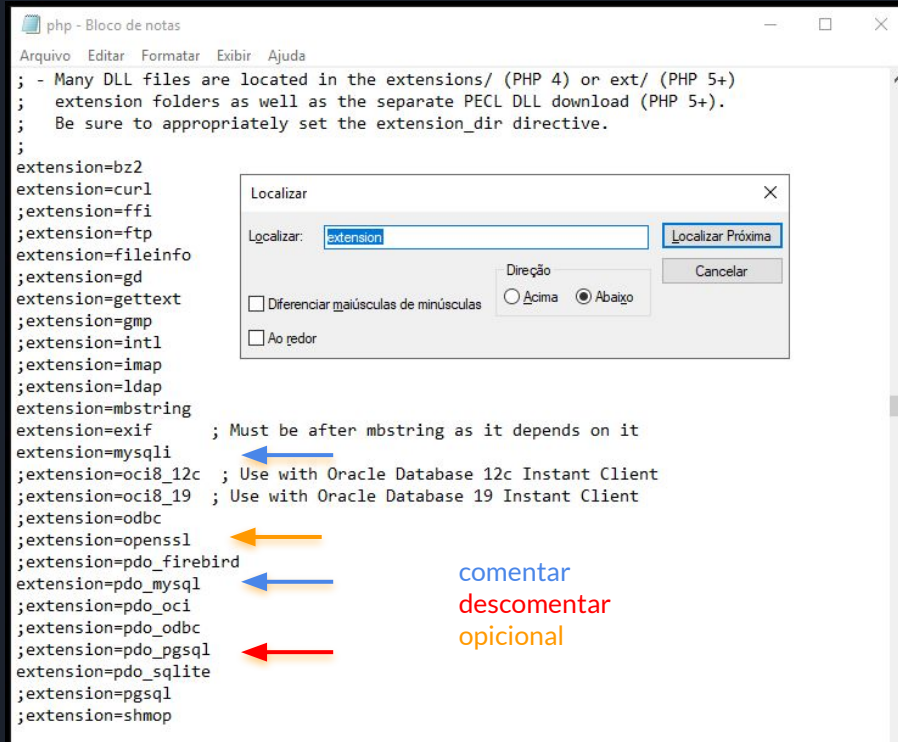 php - Bloco de notas
Arquivo Editar Formatar Exibir Ajuda
; - Many DLL files are located in the extensions/ (PHP 4) or ext/ (PHP 5+)
;   extension folders as well as the separate PECL DLL download (PHP 5+).
;   Be sure to appropriately set the extension_dir directive.
;
extension=bz2
extension=curl
;extension=ffi
;extension=ftp
extension=fileinfo
;extension=gd
extension=gettext
;extension=gmp
;extension=intl
;extension=imap
;extension=ldap
extension=mbstring
extension=exif      ; Must be after mbstring as it depends on it
extension=mysqli
;extension=oci8_12c  ; Use with Oracle Database 12c Instant Client
;extension=oci8_19  ; Use with Oracle Database 19 Instant Client
;extension=odbc
;extension=openssl
;extension=pdo_firebird
extension=pdo_mysql
;extension=pdo_oci
;extension=pdo_odbc
;extension=pdo_pgsql
extension=pdo_sqlite
;extension=pgsql
;extension=shmop
Localizar
Localizar: extension Localizar Próxima
Cancelar
Direção
Acima Abaixo
Diferenciar maiúsculas de minúsculas
Ao redor
comentar
descomentar
opicional